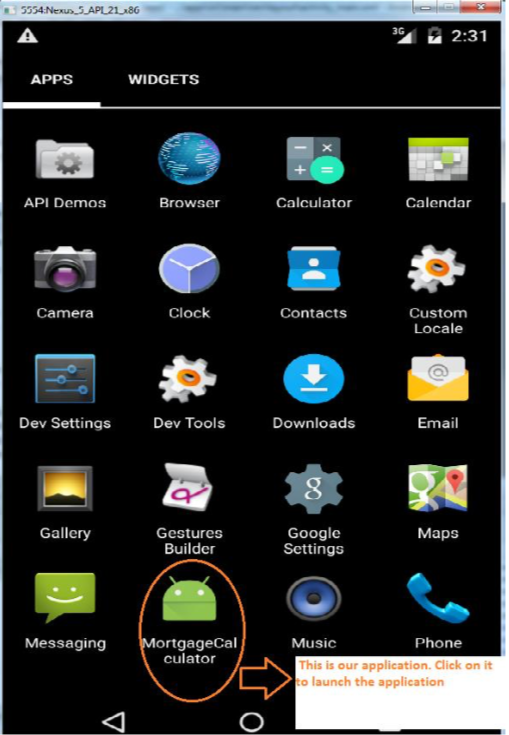 5554:Nexus_5_API_21_x86
3G 2:31
APPS WIDGETS
API Demos Browser Calculator Calendar
Camera Clock Contacts Custom
Locale
Dev Settings Dev Tools Downloads Email
Gallery Gestures
Builder Google
Settings Maps
Messaging MortgageCal
culator Music Phone
This is our application. Click on it
to launch the application